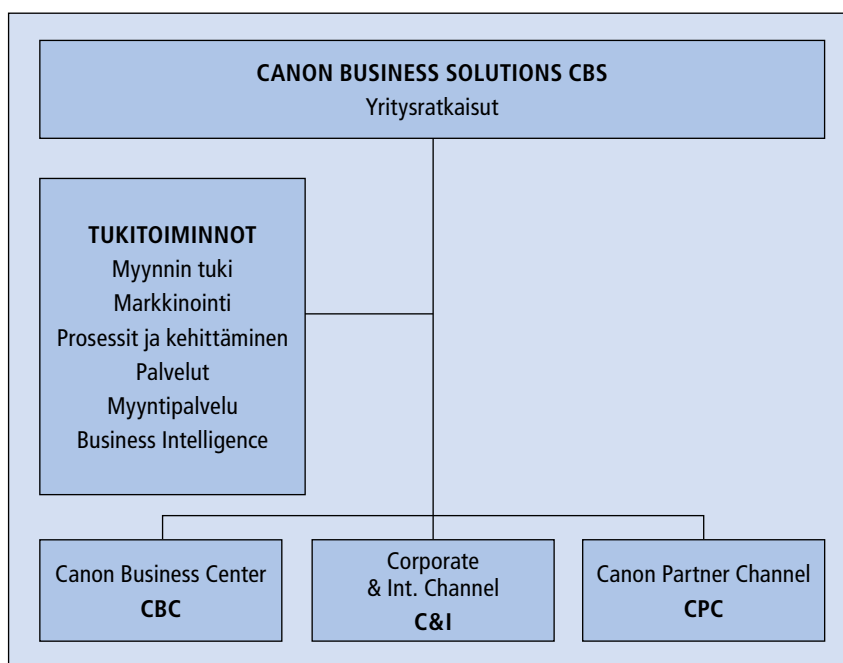 CANON BUSINESS SOLUTIONS CBS
Yritysratkaisut
TUKITOIMINNOT
Myynnin tuki
Markkinointi
Prosessit ja kehittäminen
Palvelut
Myyntipalvelu
Business Intelligence
Canon Business Center
CBC
Corporate
& Int. Channel
C&I
Canon Partner Channel
CPC